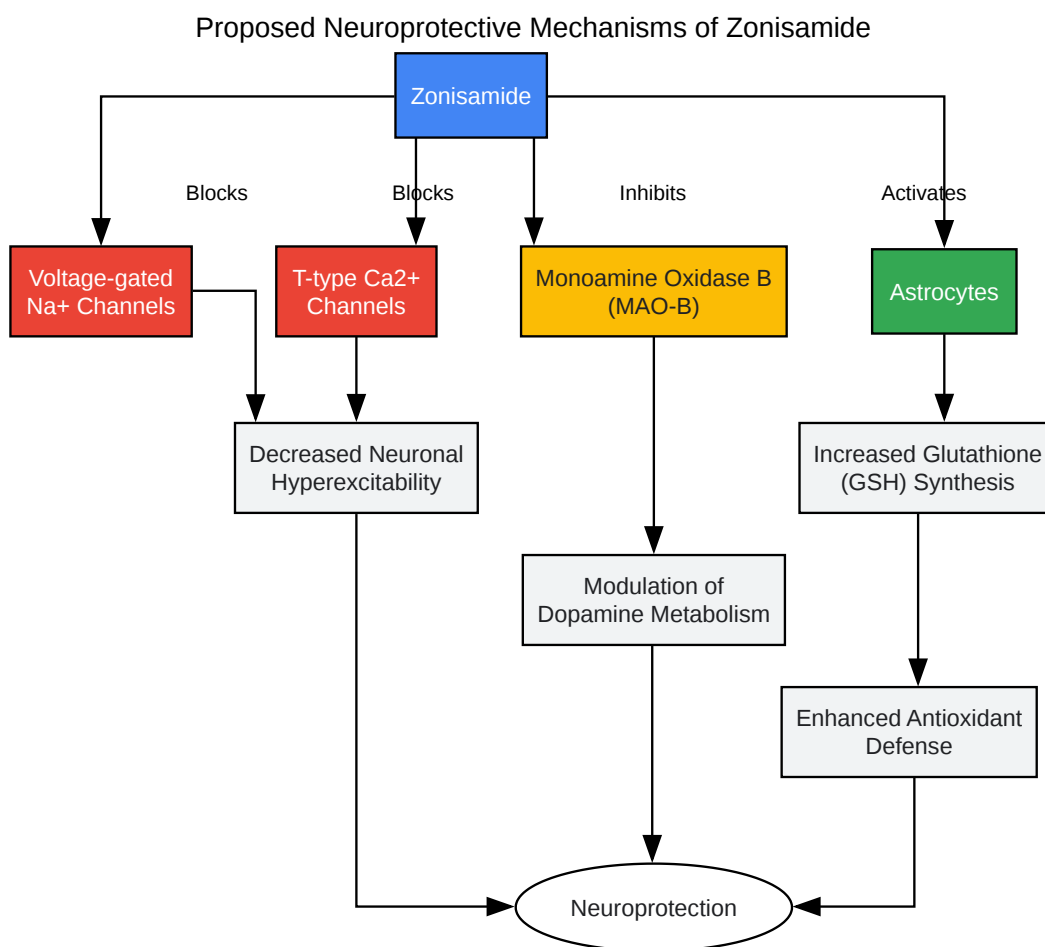 Proposed Neuroprotective Mechanisms of Zonisamide
Zonisamide
Blocks
Blocks
Inhibits
Activates
Voltage-gated
Na+ Channels
T-type Ca2+
Channels
Monoamine Oxidase B
(MAO-B)
Astrocytes
Decreased Neuronal
Hyperexcitability
Increased Glutathione
(GSH) Synthesis
Modulation of
Dopamine Metabolism
Enhanced Antioxidant
Defense
Neuroprotection